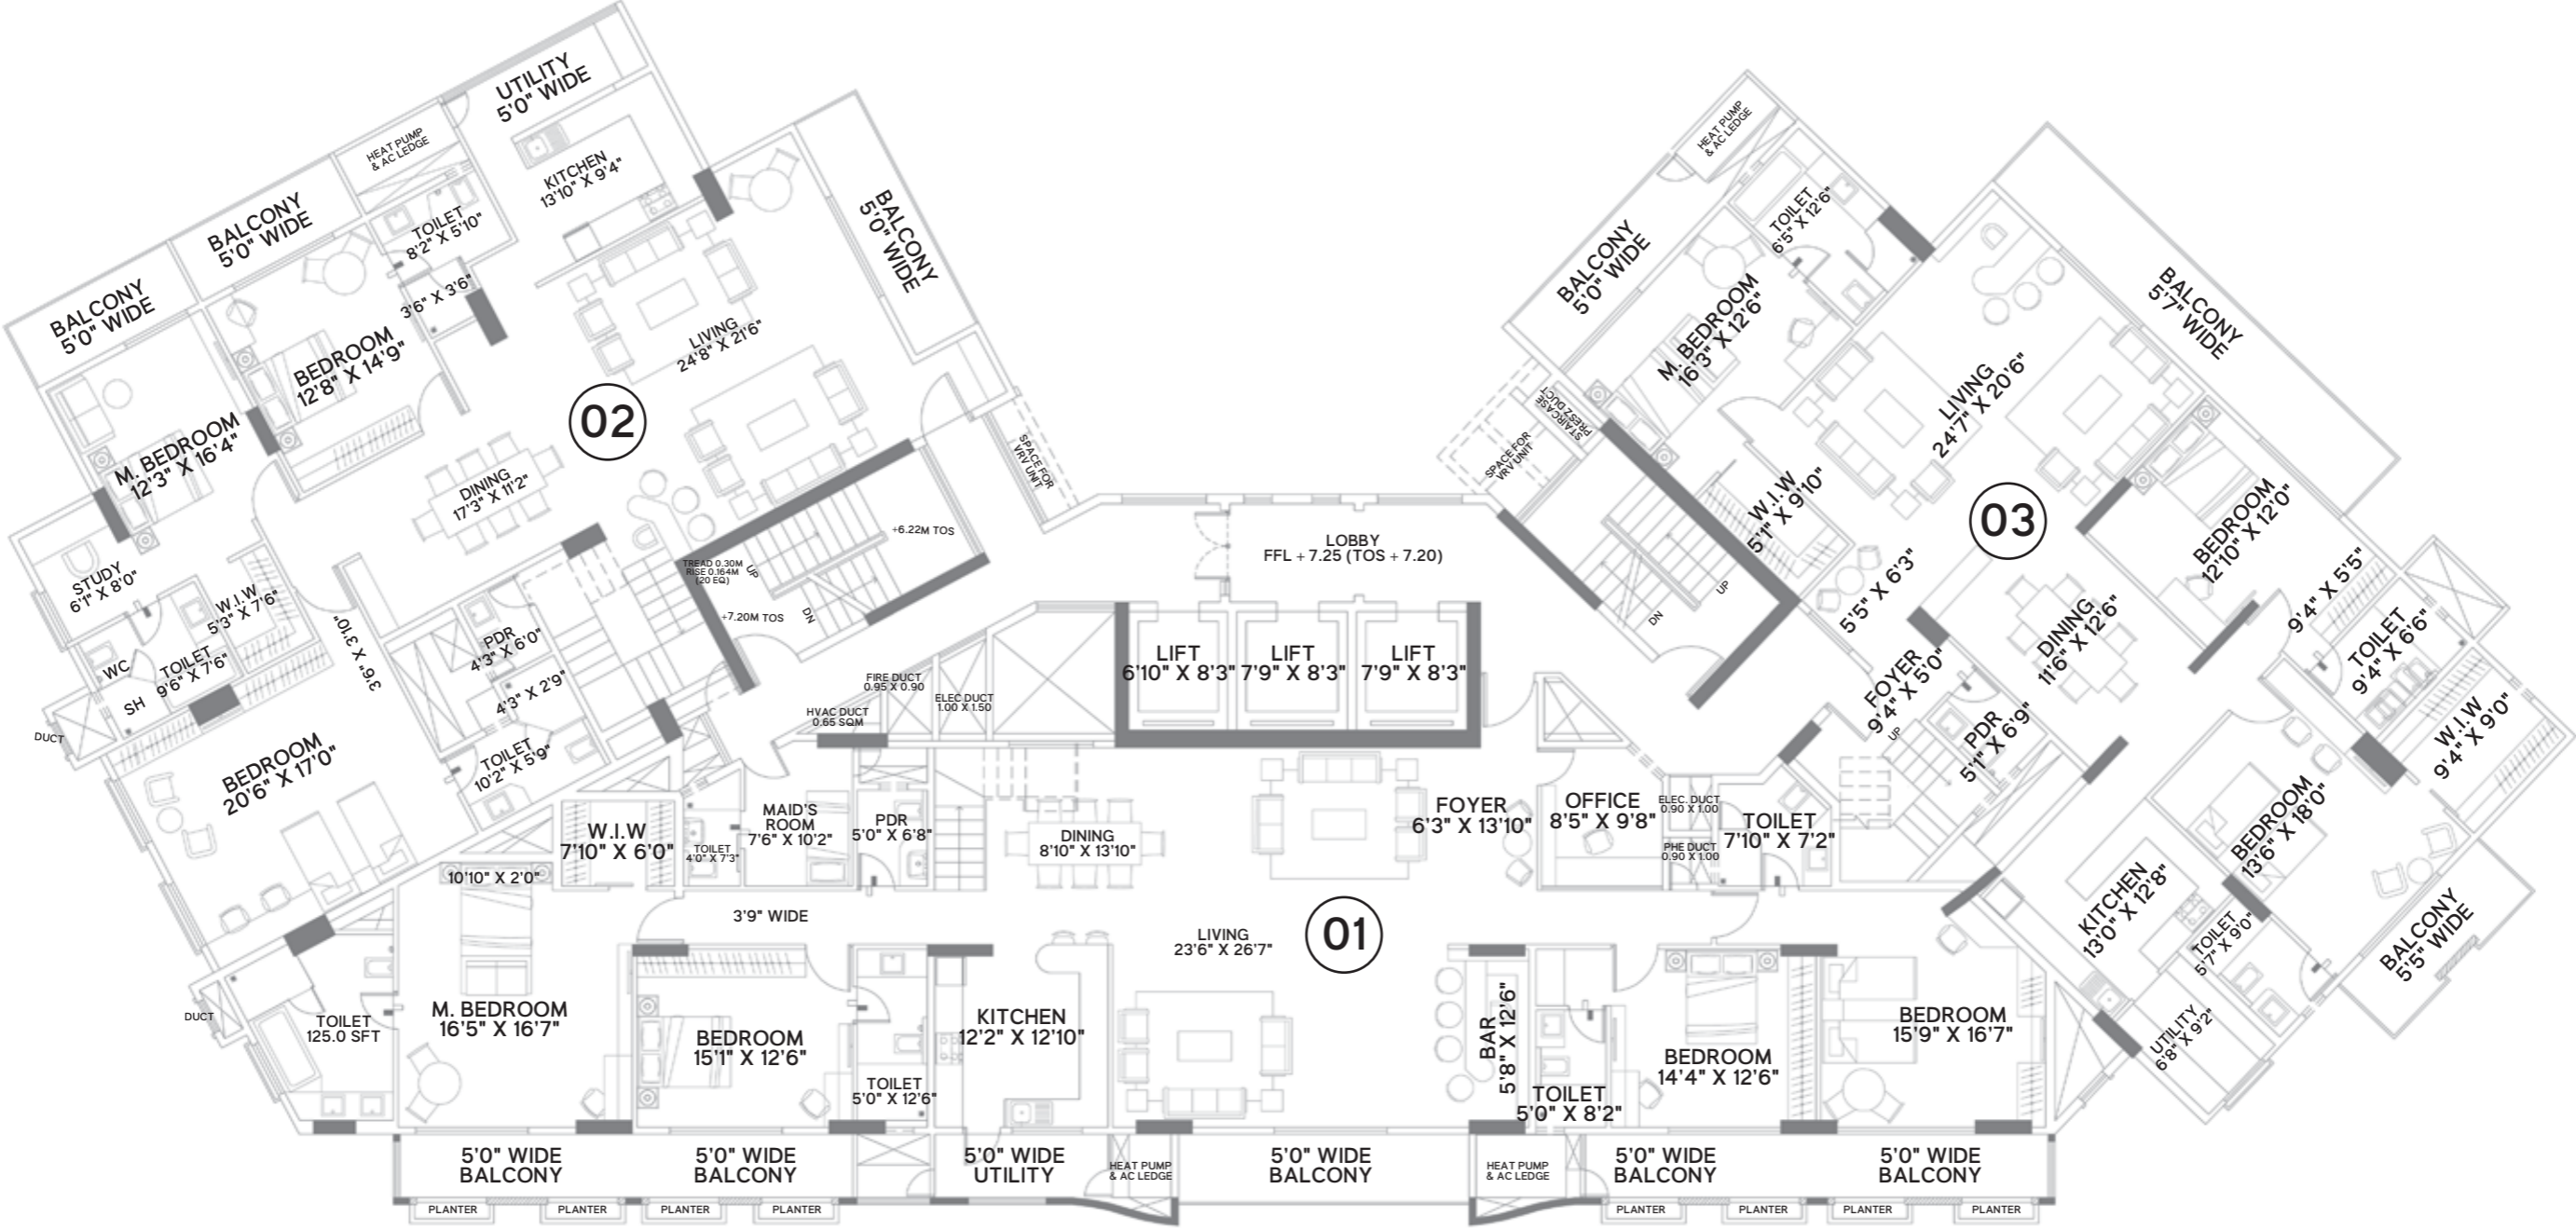 UTILITY
5'0" WIDE
HEAT PUMP
& AC LEDGE
KITCHEN
13'10" X 9'4"
BALCONY
5'0" WIDE
BALCONY
5'0" WIDE
BALCONY
5'0" WIDE
TOILET
8'2" X 5'10"
3'6" X 3'6"
BEDROOM
12'8" X 14'9"
LIVING
24'8" X 21'6"
02
M. BEDROOM
12'3" X 16'4"
DINING
17'3" X 11'2"
SPACE FOR
VRV UNIT
STUDY
6'1" X 8'0"
W.I.W
5'3" X 7'6"
WC
TOILET
9'6" X 7'6"
SH
DUCT
3'6" X 3'10"
PDR
4'3" X 6'0"
4'3" X 2'9"
TOILET
10'2" X 5'9"
BEDROOM
20'6" X 17'0"
TREAD 0.30M
RISE 0.164M
(20 EQ)
UP
+6.22M TOS
+7.20M TOS
DN
HEAT PUMP
& AC LEDGE
TOILET
6'5" X 12'6"
BALCONY
5'0" WIDE
M. BEDROOM
16'3" X 12'6"
BALCONY
5'7" WIDE
LIVING
24'7" X 20'6"
STAIRCASE
PRESZ DUCT
SPACE FOR
VRV UNIT
W.I.W
5'1" X 9'10"
03
BEDROOM
12'10" X 12'0"
5'5" X 6'3"
9'4" X 5'5"
DINING
11'6" X 12'6"
TOILET
9'4" X 6'6"
FOYER
9'4" X 5'0"
UP
DN
UP
PDR
5'1" X 6'9"
W.I.W
9'4" X 9'0"
BEDROOM
13'6" X 18'0"
KITCHEN
13'0" X 12'8"
TOILET
5'7" X 9'0"
BALCONY
5'5" WIDE
UTILITY
6'8" X 9'2"
LOBBY
FFL + 7.25 (TOS + 7.20)
LIFT
6'10" X 8'3"
LIFT
7'9" X 8'3"
LIFT
7'9" X 8'3"
FIRE DUCT
0.95 X 0.90
ELEC DUCT
1.00 X 1.50
HVAC DUCT
0.65 SQM
W.I.W
7'10" X 6'0"
TOILET
4'0" X 7'3"
MAID'S
ROOM
7'6" X 10'2"
PDR
5'0" X 6'8"
DINING
8'10" X 13'10"
FOYER
6'3" X 13'10"
OFFICE
8'5" X 9'8"
ELEC. DUCT
0.90 X 1.00
PHE DUCT
0.90 X 1.00
TOILET
7'10" X 7'2"
10'10" X 2'0"
3'9" WIDE
LIVING
23'6" X 26'7"
01
DUCT
TOILET
125.0 SFT
M. BEDROOM
16'5" X 16'7"
BEDROOM
15'1" X 12'6"
TOILET
5'0" X 12'6"
KITCHEN
12'2" X 12'10"
BAR
5'8" X 12'6"
TOILET
5'0" X 8'2"
BEDROOM
14'4" X 12'6"
BEDROOM
15'9" X 16'7"
5'0" WIDE
BALCONY
5'0" WIDE
BALCONY
5'0" WIDE
UTILITY
HEAT PUMP
& AC LEDGE
5'0" WIDE
BALCONY
HEAT PUMP
& AC LEDGE
5'0" WIDE
BALCONY
5'0" WIDE
BALCONY
PLANTER
PLANTER
PLANTER
PLANTER
PLANTER
PLANTER
PLANTER
PLANTER